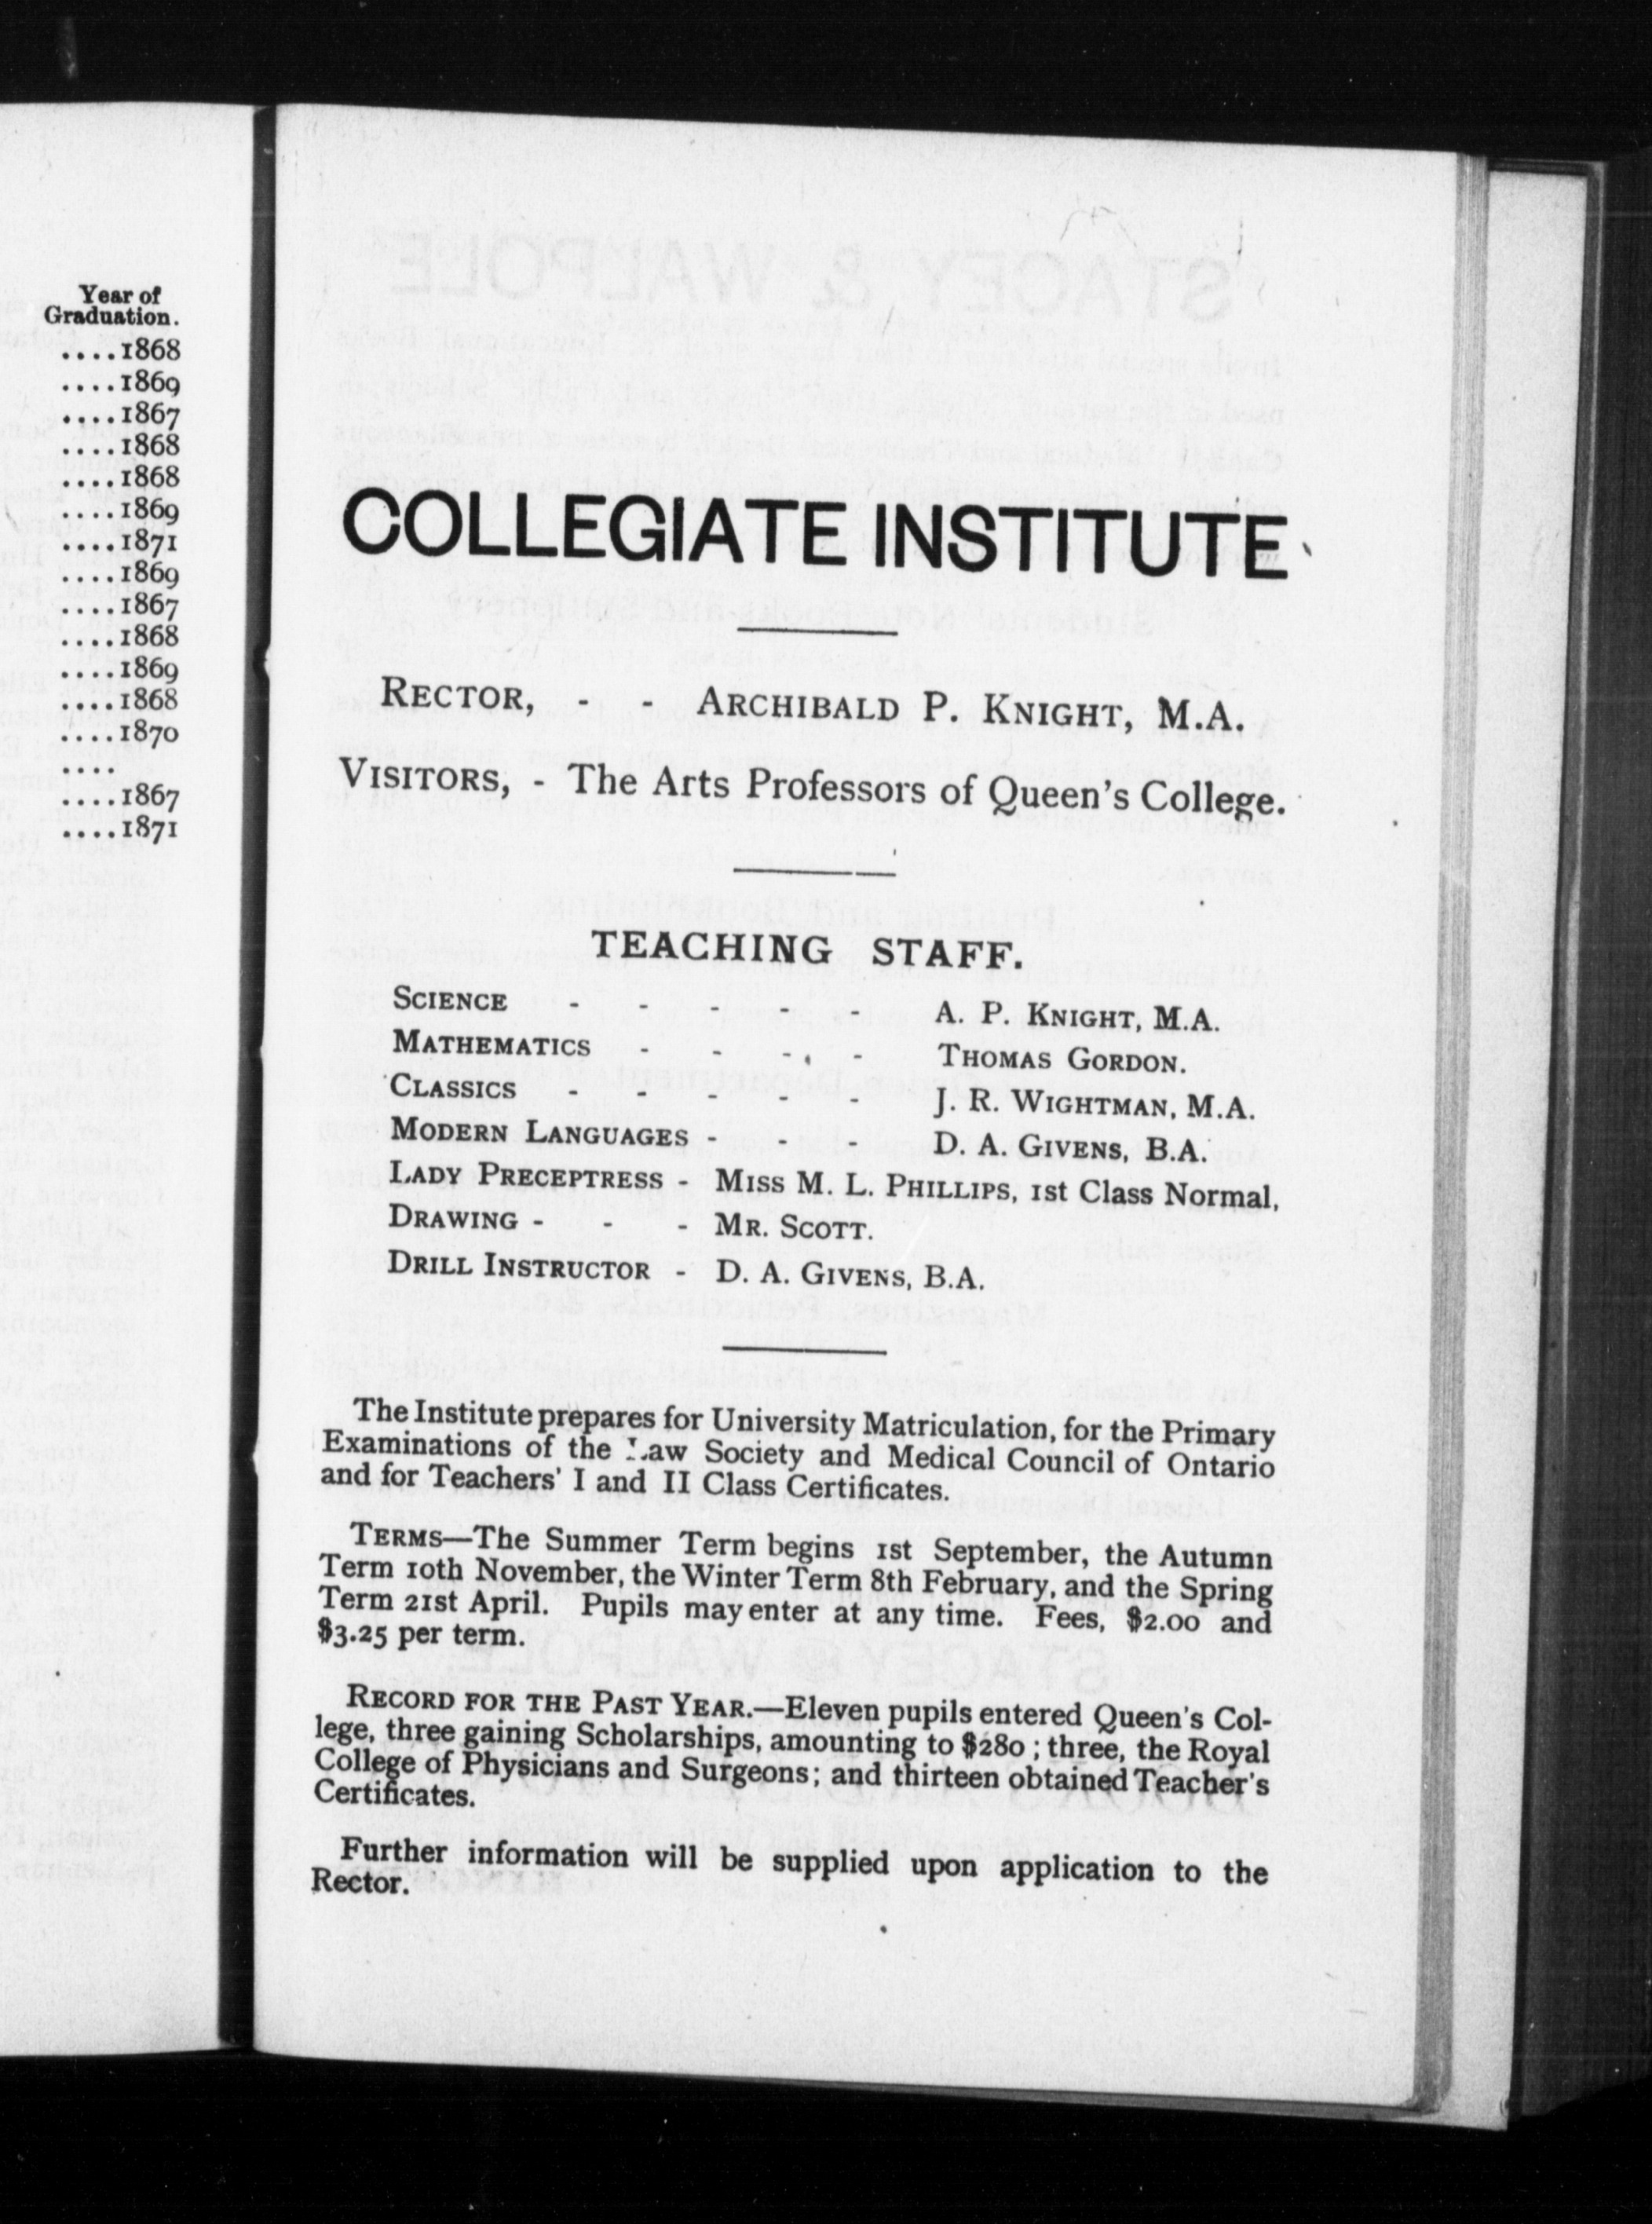 Year of
Graduation.
....1868
....1869
....1867
....1868
....1868
....1869
....1871
....1869
....1867
....1868
....1869
....1868
....1870
....
....1867
....1871
COLLEGIATE INSTITUTE
RECTOR, - - ARCHIBALD P. KNIGHT, M.A.
VISITORS, - The Arts Professors of Queen's College.
TEACHING STAFF.
SCIENCE - - - - - A. P. KNIGHT, M.A.
MATHEMATICS - - - - THOMAS GORDON.
CLASSICS - - - - - J. R. WIGHTMAN, M.A.
MODERN LANGUAGES - - - D. A. GIVENS, B.A.
LADY PRECEPTRESS - MISS M. L. PHILLIPS, 1st Class Normal,
DRAWING - - - MR. SCOTT.
DRILL INSTRUCTOR - D. A. GIVENS, B.A.
The Institute prepares for University Matriculation, for the Primary
Examinations of the Law Society and Medical Council of Ontario
and for Teachers' I and II Class Certificates.
TERMS—The Summer Term begins 1st September, the Autumn
Term 10th November, the Winter Term 8th February, and the Spring
Term 21st April. Pupils may enter at any time. Fees, $2.00 and
$3.25 per term.
RECORD FOR THE PAST YEAR.—Eleven pupils entered Queen's Col-
lege, three gaining Scholarships, amounting to $280 ; three, the Royal
College of Physicians and Surgeons; and thirteen obtained Teacher's
Certificates.
Further information will be supplied upon application to the
Rector.